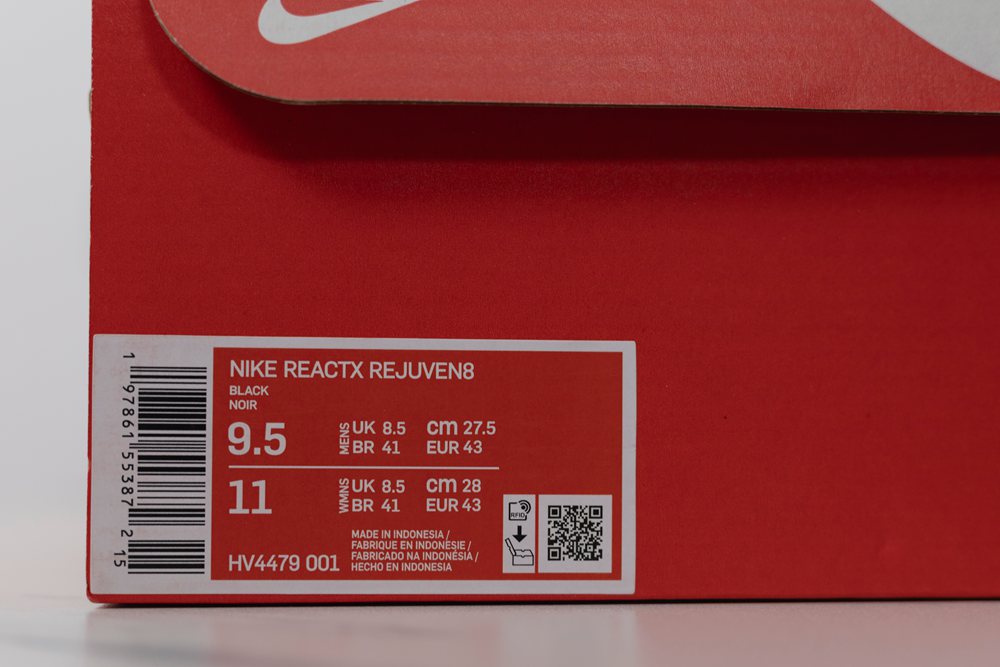 1 97861 55387 2 15
NIKE REACTX REJUVEN8
BLACK
NOIR
9.5 MENS UK 8.5 cm 27.5
BR 41 EUR 43
11 WMNS UK 8.5 cm 28
BR 41 EUR 43
HV4479 001
MADE IN INDONESIA /
FABRIQUE EN INDONÉSIE /
FABRICADO NA INDONÉSIA /
HECHO EN INDONESIA
RFID